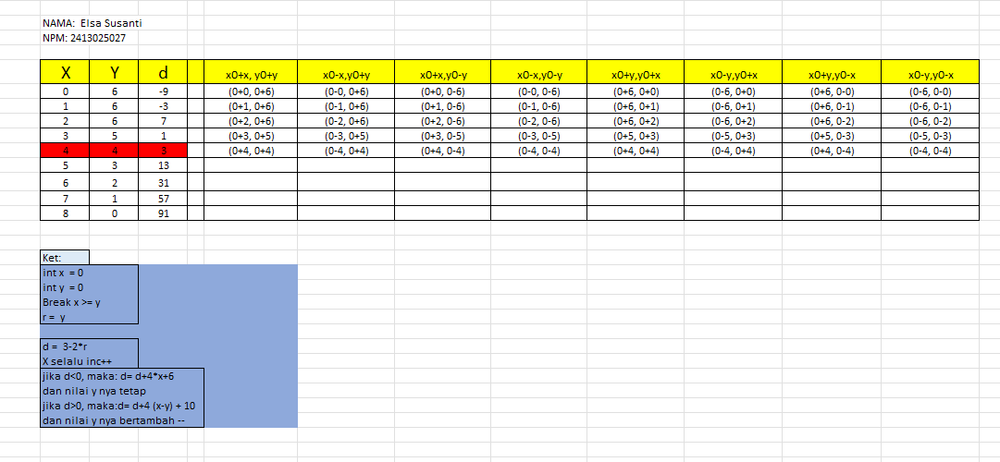 NAMA: Elsa Susanti
NPM: 2413025027
X Y d x0+x, y0+y x0-x,y0+y x0+x,y0-y x0-x,y0-y x0+y,y0+x x0-y,y0+x x0+y,y0-x x0-y,y0-x
0 6 -9 (0+0, 0+6) (0-0, 0+6) (0+0, 0-6) (0-0, 0-6) (0+6, 0+0) (0-6, 0+0) (0+6, 0-0) (0-6, 0-0)
1 6 -3 (0+1, 0+6) (0-1, 0+6) (0+1, 0-6) (0-1, 0-6) (0+6, 0+1) (0-6, 0+1) (0+6, 0-1) (0-6, 0-1)
2 6 7 (0+2, 0+6) (0-2, 0+6) (0+2, 0-6) (0-2, 0-6) (0+6, 0+2) (0-6, 0+2) (0+6, 0-2) (0-6, 0-2)
3 5 1 (0+3, 0+5) (0-3, 0+5) (0+3, 0-5) (0-3, 0-5) (0+5, 0+3) (0-5, 0+3) (0+5, 0-3) (0-5, 0-3)
4 4 3 (0+4, 0+4) (0-4, 0+4) (0+4, 0-4) (0-4, 0-4) (0+4, 0+4) (0-4, 0+4) (0+4, 0-4) (0-4, 0-4)
5 3 13
6 2 31
7 1 57
8 0 91
Ket:
int x = 0
int y = 0
Break x >= y
r = y
d = 3-2*r
X selalu inc++
jika d<0, maka: d= d+4*x+6
dan nilai y nya tetap
jika d>0, maka:d= d+4 (x-y) + 10
dan nilai y nya bertambah --